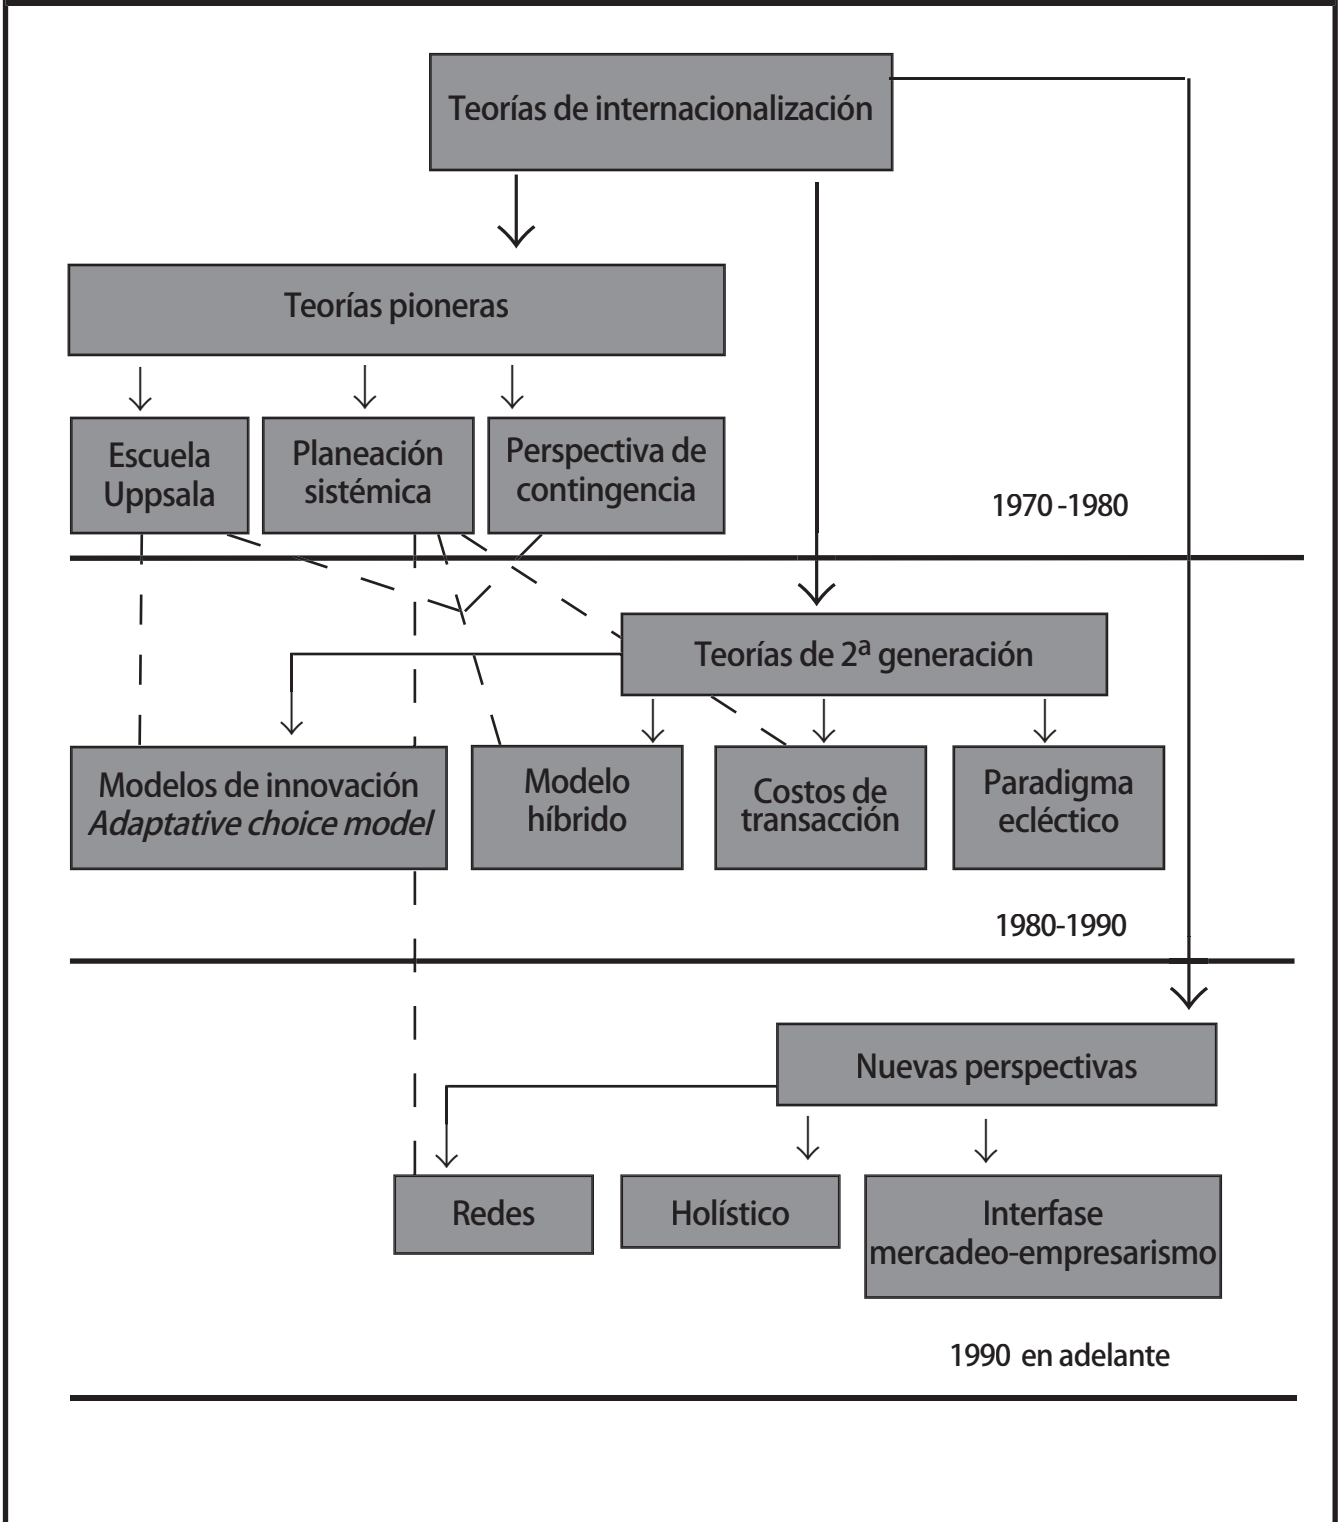 Teorías de internacionalización
Teorías pioneras
Escuela
Uppsala
Planeación
sistémica
Perspectiva de
contingencia
1970 -1980
Teorías de 2ª generación
Modelos de innovación
Adaptative choice model
Modelo
híbrido
Costos de
transacción
Paradigma
ecléctico
1980-1990
Nuevas perspectivas
Redes
Holístico
Interfase
mercadeo-empresarismo
1990 en adelante